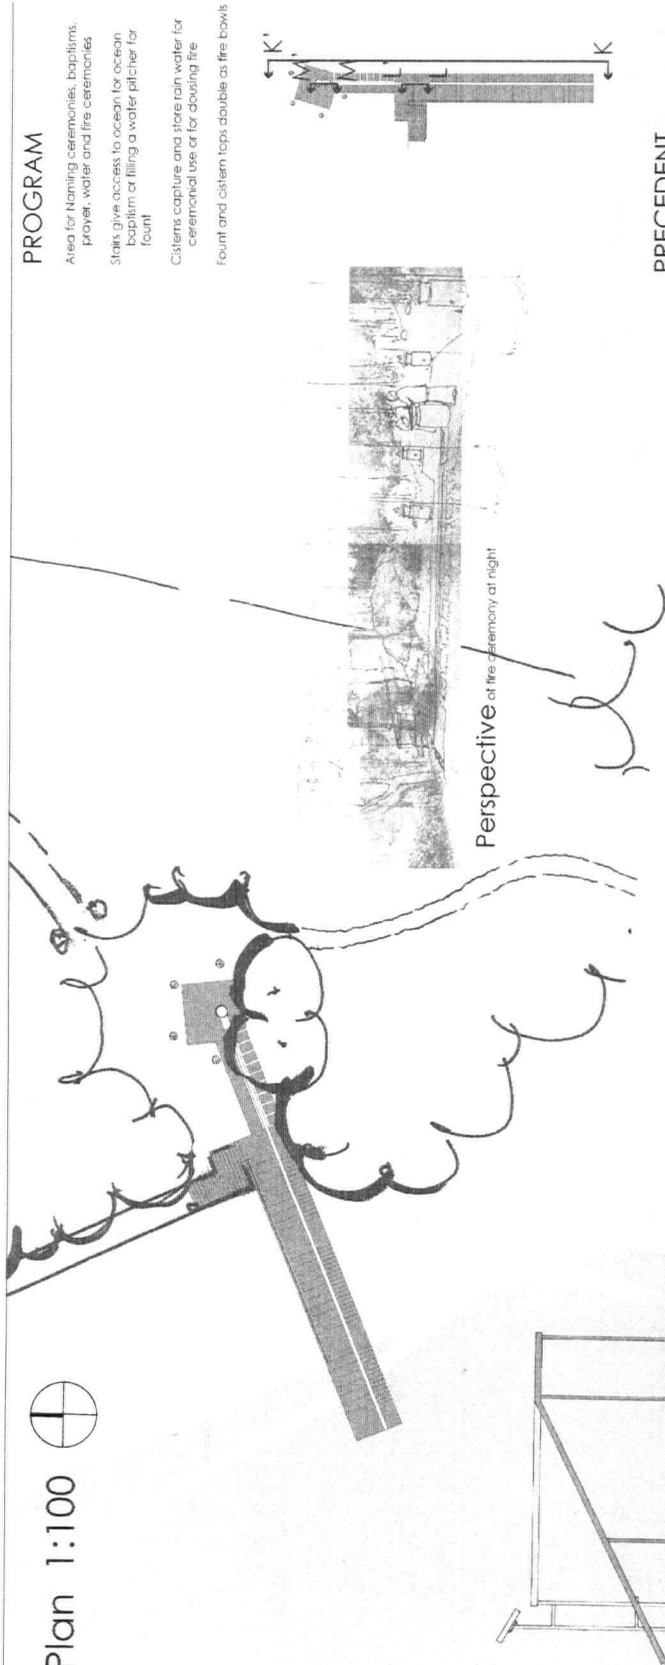 Plan 1:100
PROGRAM
Area for Naming ceremonies, baptisms,
prayer, water and fire ceremonies
Stairs give access to ocean for ocean
baptism or filling a water pitcher for
fount
Cisterns capture and store rain water for
ceremonial use or for dousing fire
Fount and cistern tops double as fire bowls
K'
K
Perspective of fire ceremony at night
PRECEDENT